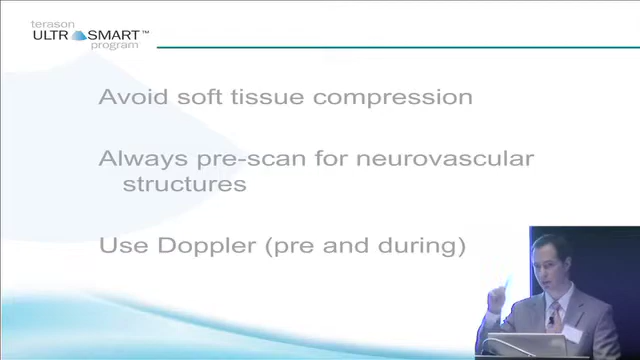 terason
ULTRASMART™
program
Avoid soft tissue compression
Always pre-scan for neurovascular
structures
Use Doppler (pre and during)